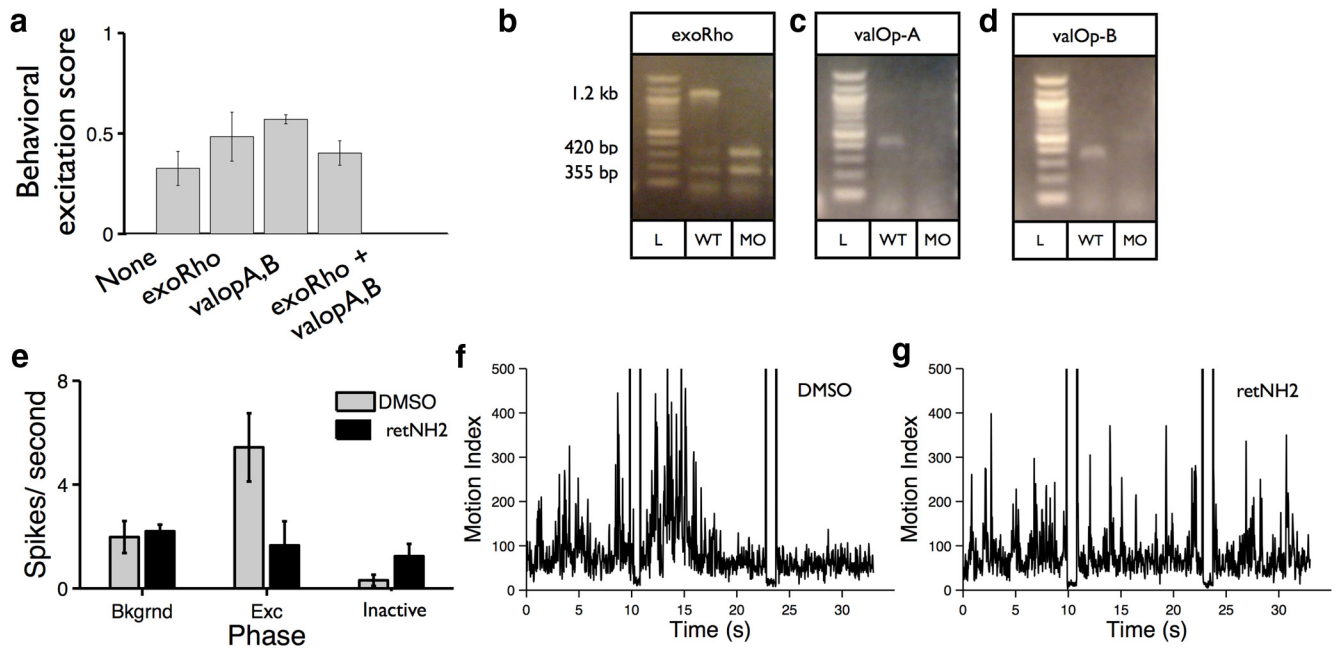 a
Behavioral
excitation score
1
0.5
0
None
exoRho
valopA,B
exoRho +
valopA,B
b
exoRho
1.2 kb
420 bp
355 bp
L WT MO
c
valOp-A
L WT MO
d
valOp-B
L WT MO
e
Spikes/ second
8
4
0
DMSO
retNH2
Bkgrnd Exc Inactive
Phase
f
Motion Index
500
400
300
200
100
0
DMSO
0 5 10 15 20 25 30
Time (s)
g
Motion Index
500
400
300
200
100
0
retNH2
0 5 10 15 20 25 30
Time (s)